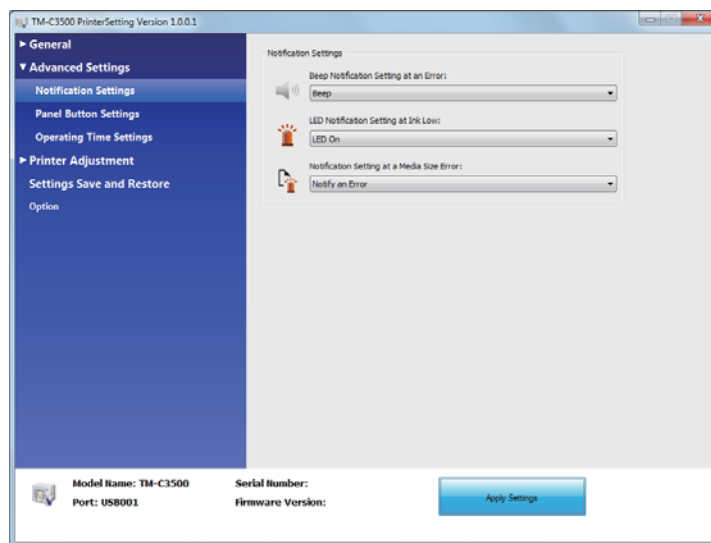 TM-C3500 PrinterSetting Version 1.0.0.1
General
Advanced Settings
Notification Settings
Panel Button Settings
Operating Time Settings
Printer Adjustment
Settings Save and Restore
Option
Notification Settings
Beep Notification Setting at an Error:
Beep
LED Notification Setting at Ink Low:
LED On
Notification Setting at a Media Size Error:
Notify an Error
Model Name: TM-C3500
Serial Number:
Port: USB001
Firmware Version:
Apply Settings